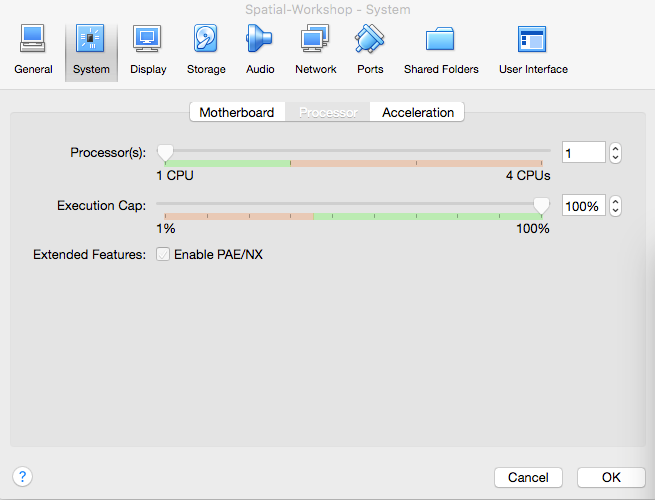 Spatial-Workshop - System
General System Display Storage Audio Network Ports Shared Folders User Interface
Motherboard Processor Acceleration
Processor(s): 1
1 CPU 4 CPUs
Execution Cap: 100%
1% 100%
Extended Features: Enable PAE/NX
? Cancel OK